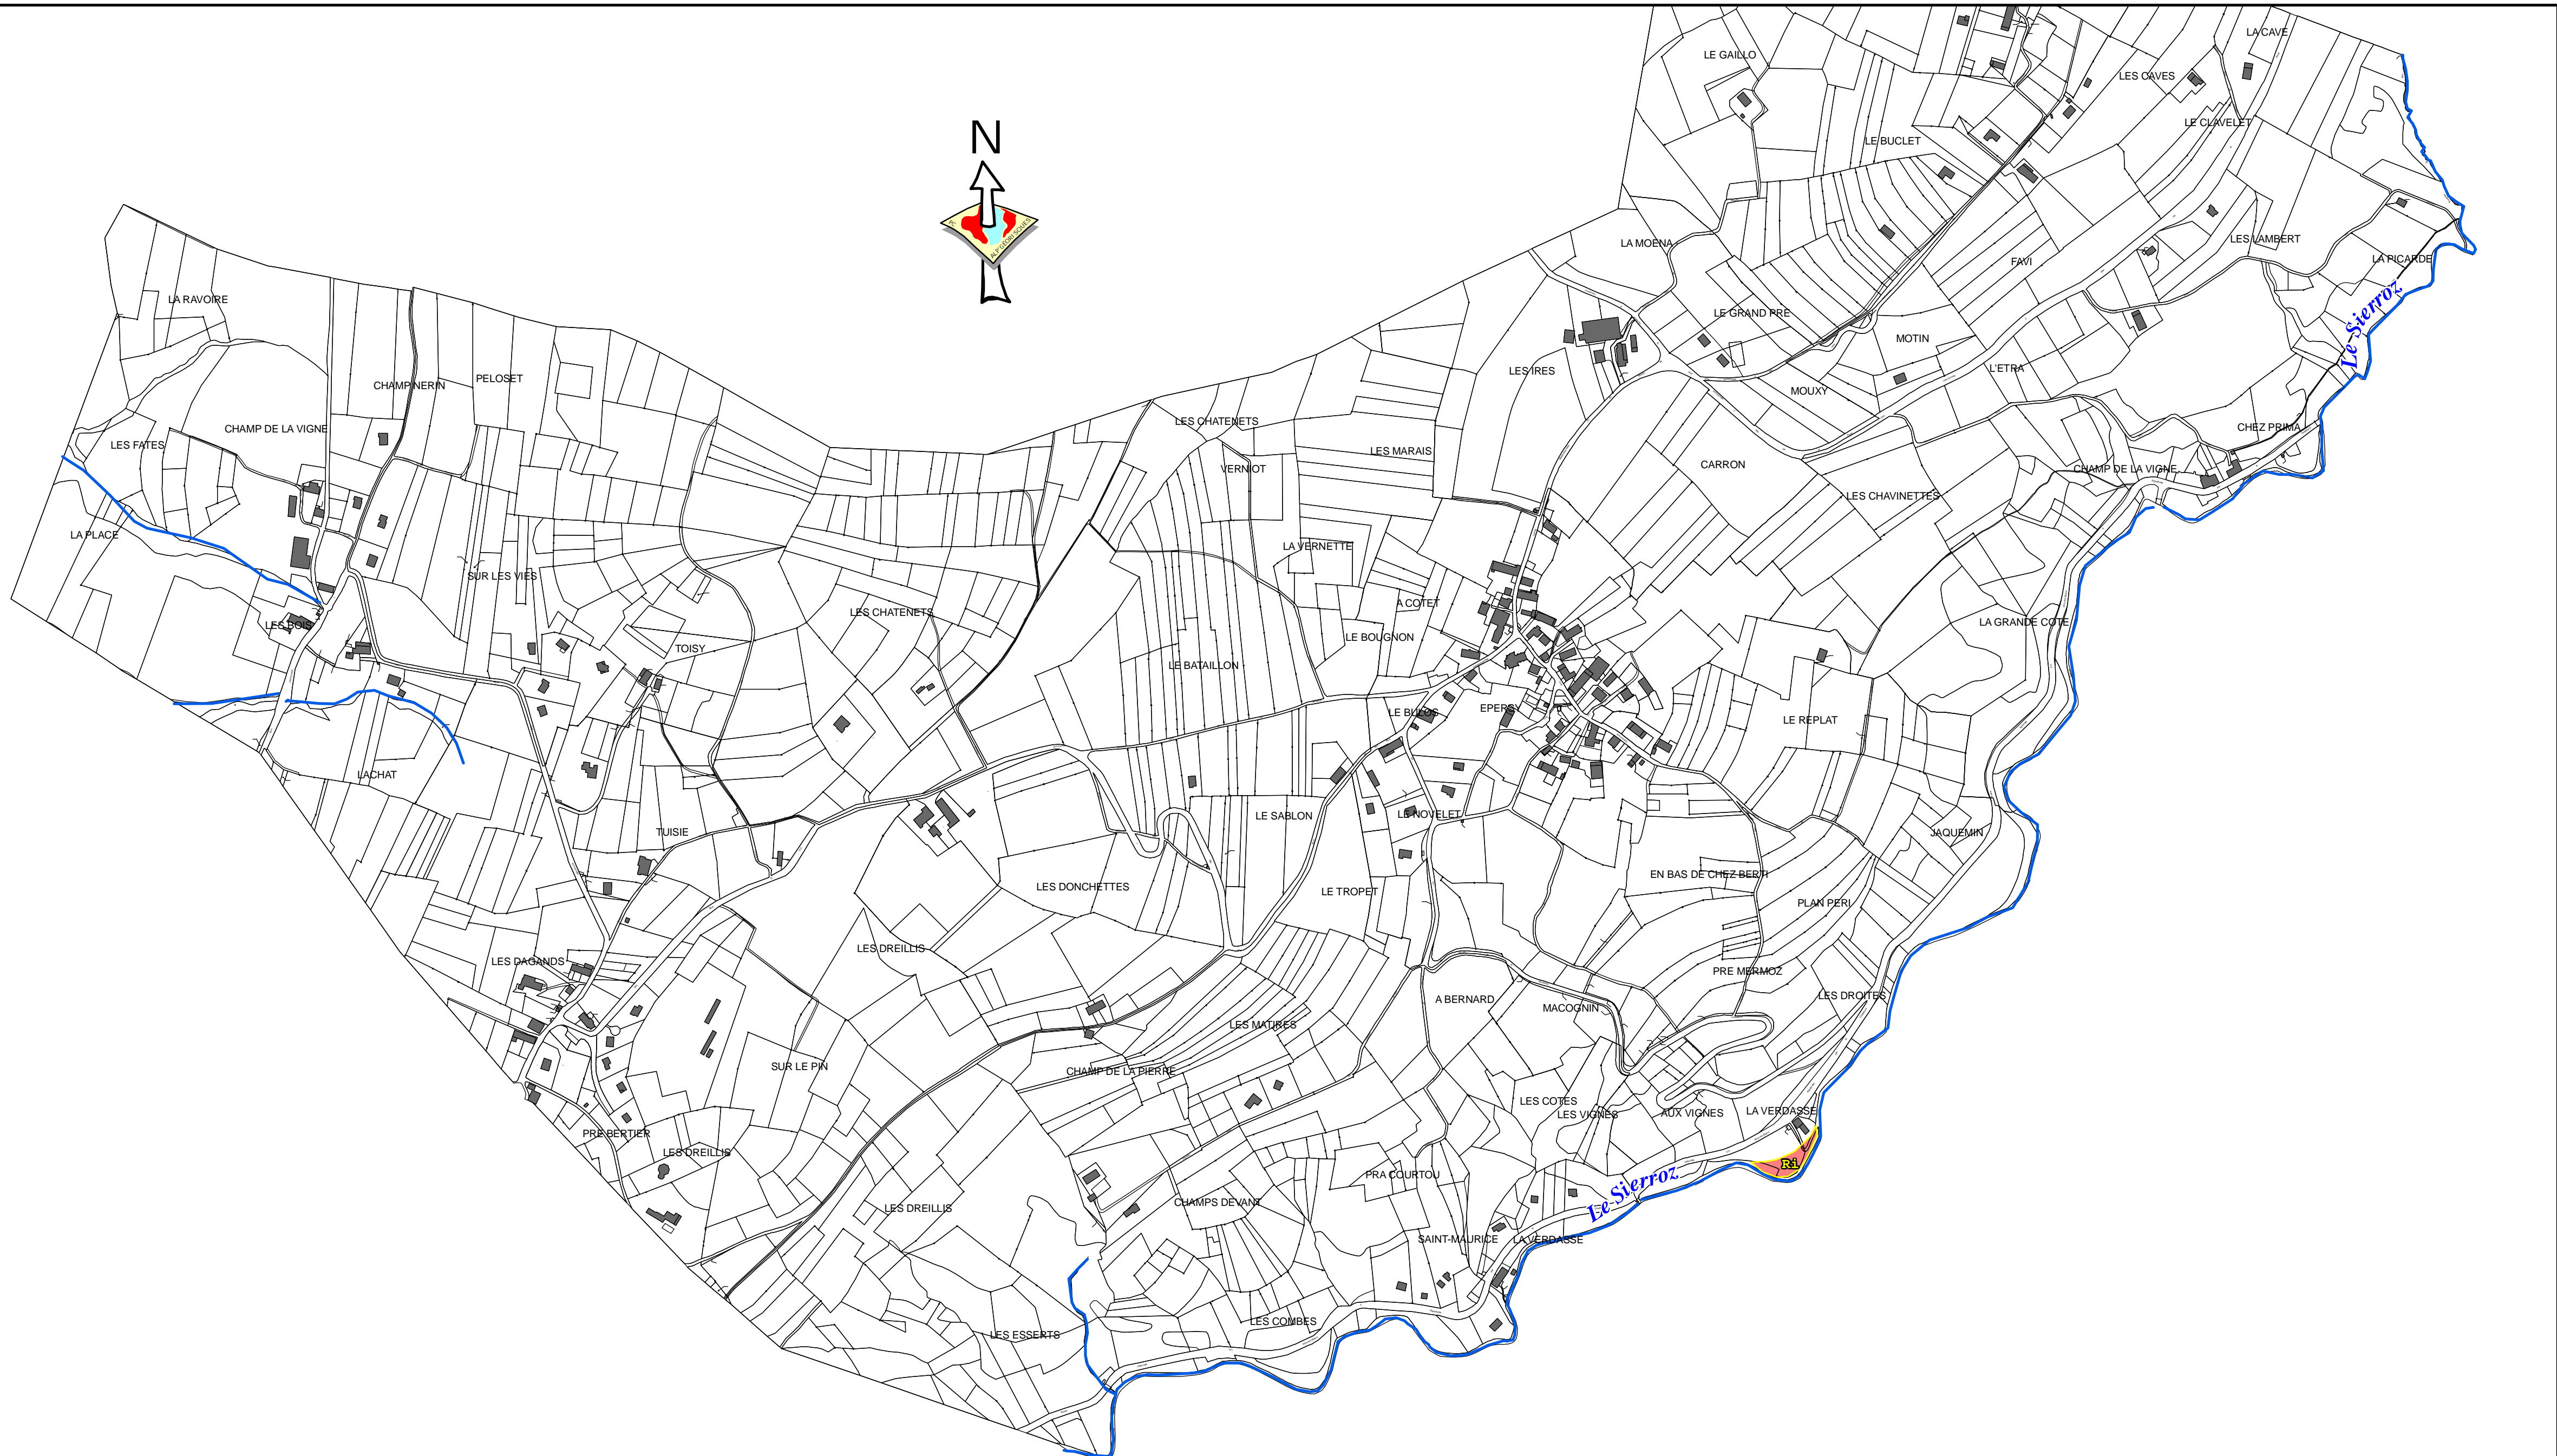 LA CAVE
LE GAILLO
LES CAVES
LE CLAVELET
N
LE BUCLET
ALP'GEORISQUES
LES LAMBERT
LA MOENA
LA PICARDE
FAVI
LA RAVOIRE
Le Sierroz
LE GRAND PRE
MOTIN
L'ETRA
LES IRES
PELOSET
CHAMP NERIN
MOUXY
LES CHATENETS
CHEZ PRIMA
CHAMP DE LA VIGNE
LES FATES
LES MARAIS
CARRON
VERNIOT
CHAMP DE LA VIGNE
LES CHAVINETTES
LA PLACE
LA VERNETTE
SUR LES VIES
A COTET
LES CHATENETS
LA GRANDE COTE
LES BOIS
LE BOUGNON
TOISY
LE BATAILLON
EPERSY
LE REPLAT
LACHAT
LE SABLON
LE NOVELET
TUISIE
JAQUEMIN
EN BAS DE CHEZ BERTI
LES DONCHETTES
LE TROPET
PLAN PERI
LES DREILLIS
LES DAGANDS
PRE MERMOZ
LES DROITES
A BERNARD
MACOGNIN
LES MATIRES
SUR LE PIN
CHAMP DE LA PIERRE
LES COTES
LES VIGNES
AUX VIGNES
LA VERDASSE
PRE BERTIER
LES DREILLIS
Ri
PRA COURTOU
Le Sierroz
CHAMPS DEVANT
LES DREILLIS
SAINT-MAURICE
LA VERDASSE
LES COMBES
LES ESSERTS